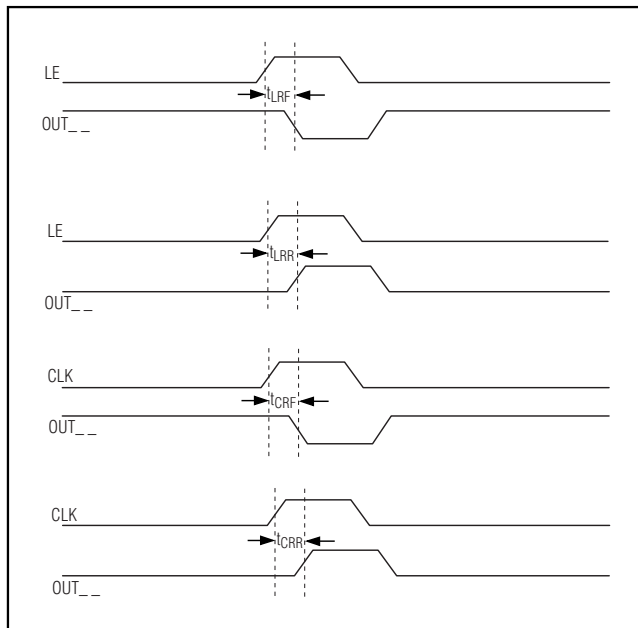 LE
tLRF
OUT_ _
LE
tLRR
OUT_ _
CLK
tCRF
OUT_ _
CLK
tCRR
OUT_ _